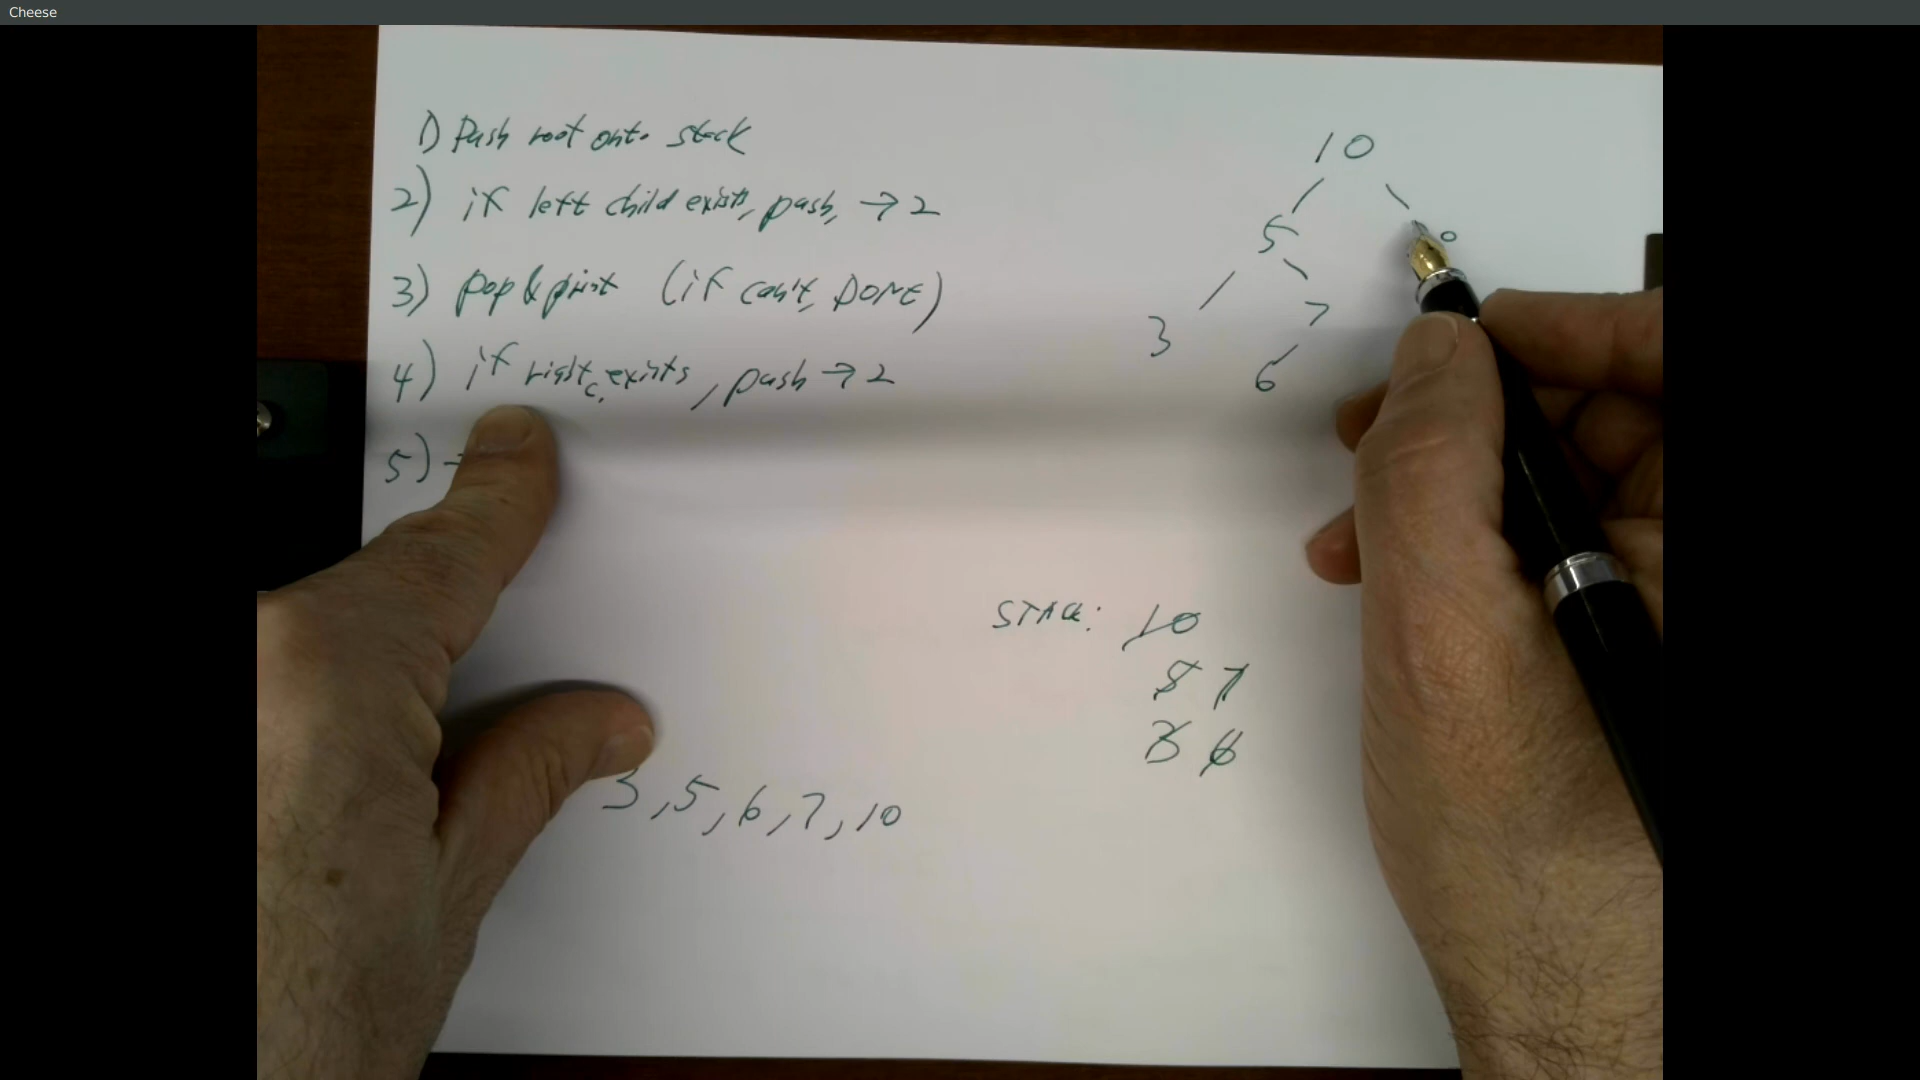 Cheese
1) Push root onto stack
2) if left child exists, push, → 2
3) pop & print (if can't, DONE)
4) if right c. exists, push → 2
5) →
10
5
3
7
6
STACK: 10
5 7
3 6
3, 5, 6, 7, 10